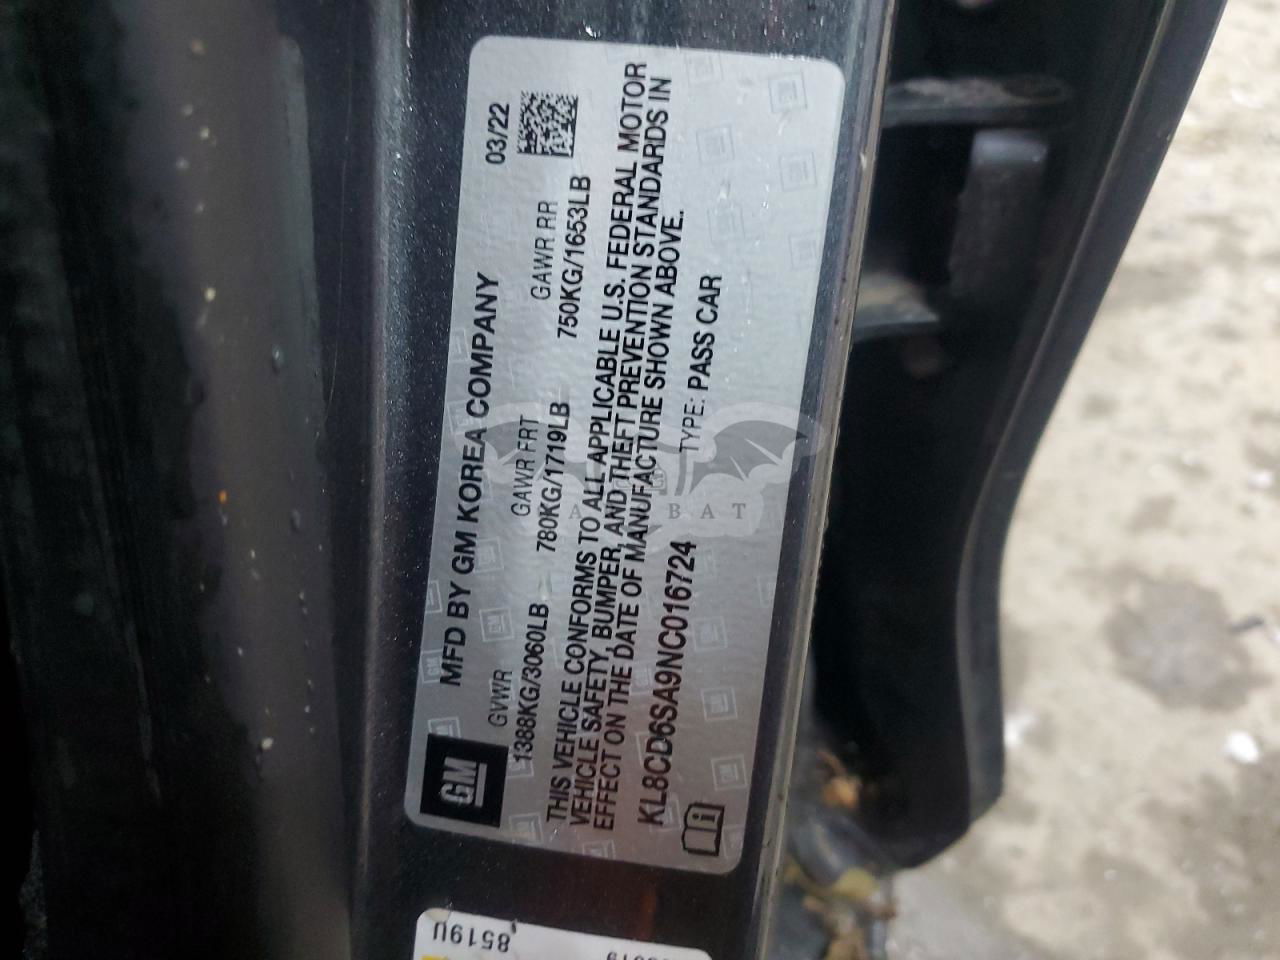 GM
MFD BY GM KOREA COMPANY 03/22
GVWR GAWR FRT GAWR RR
1388KG/3060LB 780KG/1719LB 750KG/1653LB
THIS VEHICLE CONFORMS TO ALL APPLICABLE U.S. FEDERAL MOTOR
VEHICLE SAFETY, BUMPER, AND THEFT PREVENTION STANDARDS IN
EFFECT ON THE DATE OF MANUFACTURE SHOWN ABOVE.
KL8CD6SA9NC016724 TYPE: PASS CAR
8519U